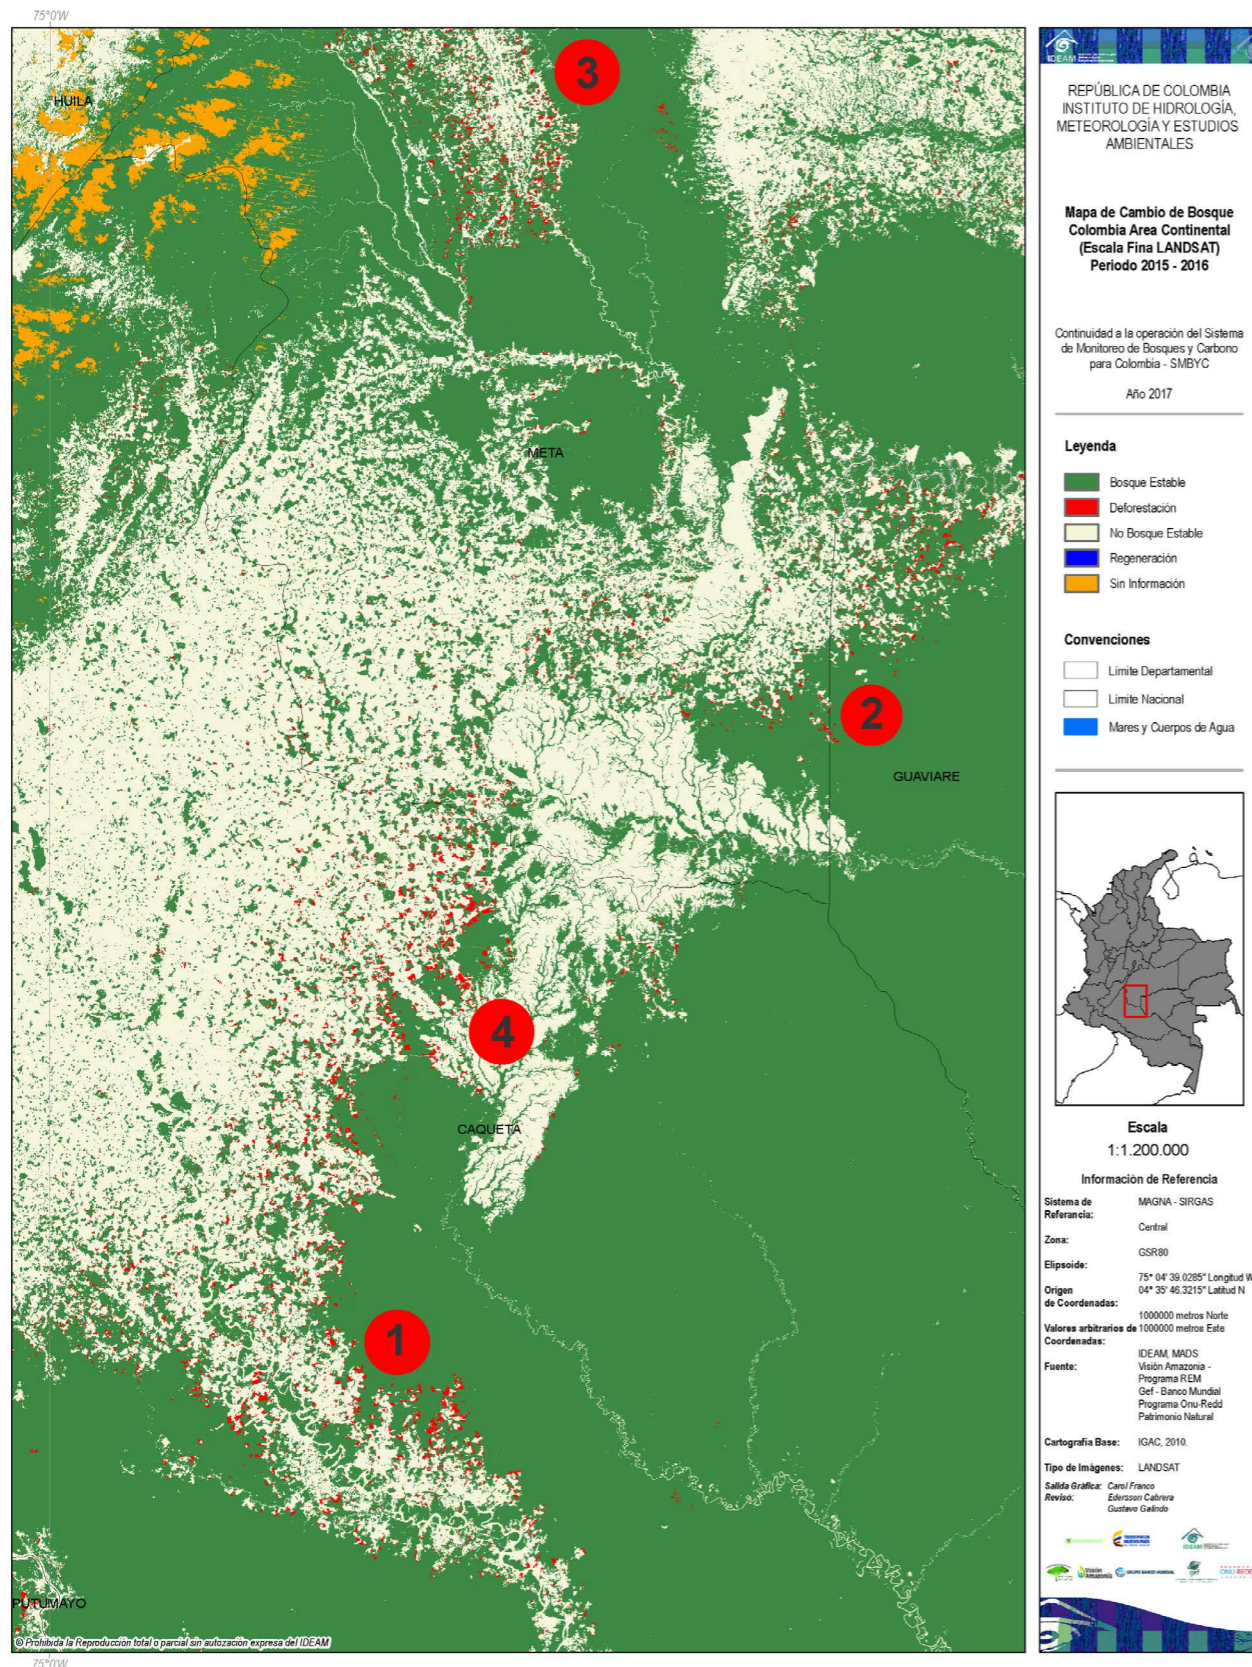 75°0'W
HUILA
3
META
2
GUAVIARE
4
CAQUETA
1
PUTUMAYO
© Prohibida la Reproducción total o parcial sin autozación expresa del IDEAM
75°0'W
IDEAM
REPÚBLICA DE COLOMBIA
INSTITUTO DE HIDROLOGÍA,
METEOROLOGÍA Y ESTUDIOS
AMBIENTALES
Mapa de Cambio de Bosque
Colombia Area Continental
(Escala Fina LANDSAT)
Periodo 2015 - 2016
Continuidad a la operación del Sistema
de Monitoreo de Bosques y Carbono
para Colombia - SMBYC
Año 2017
Leyenda
Bosque Estable
Deforestación
No Bosque Estable
Regeneración
Sin Información
Convenciones
Limite Departamental
Limite Nacional
Mares y Cuerpos de Agua
Escala
1:1.200.000
Información de Referencia
Sistema de Referancia: MAGNA - SIRGAS
Zona: Central
Elipsoide: GSR80
Origen de Coordenadas: 75° 04' 39.0285" Longitud W
04° 35' 46.3215" Latitud N
Valores arbitrarios de Coordenadas: 1000000 metros Norte
1000000 metros Este
Fuente: IDEAM, MADS
Visión Amazonia -
Programa REM
Gef - Banco Mundial
Programa Onu-Redd
Patrimonio Natural
Cartografía Base: IGAC, 2010.
Tipo de Imágenes: LANDSAT
Salida Gráfica: Carol Franco
Revisó: Edersson Cabrera
Gustavo Galindo
IDEAM
Visión Amazonía
GRUPO BANCO MUNDIAL